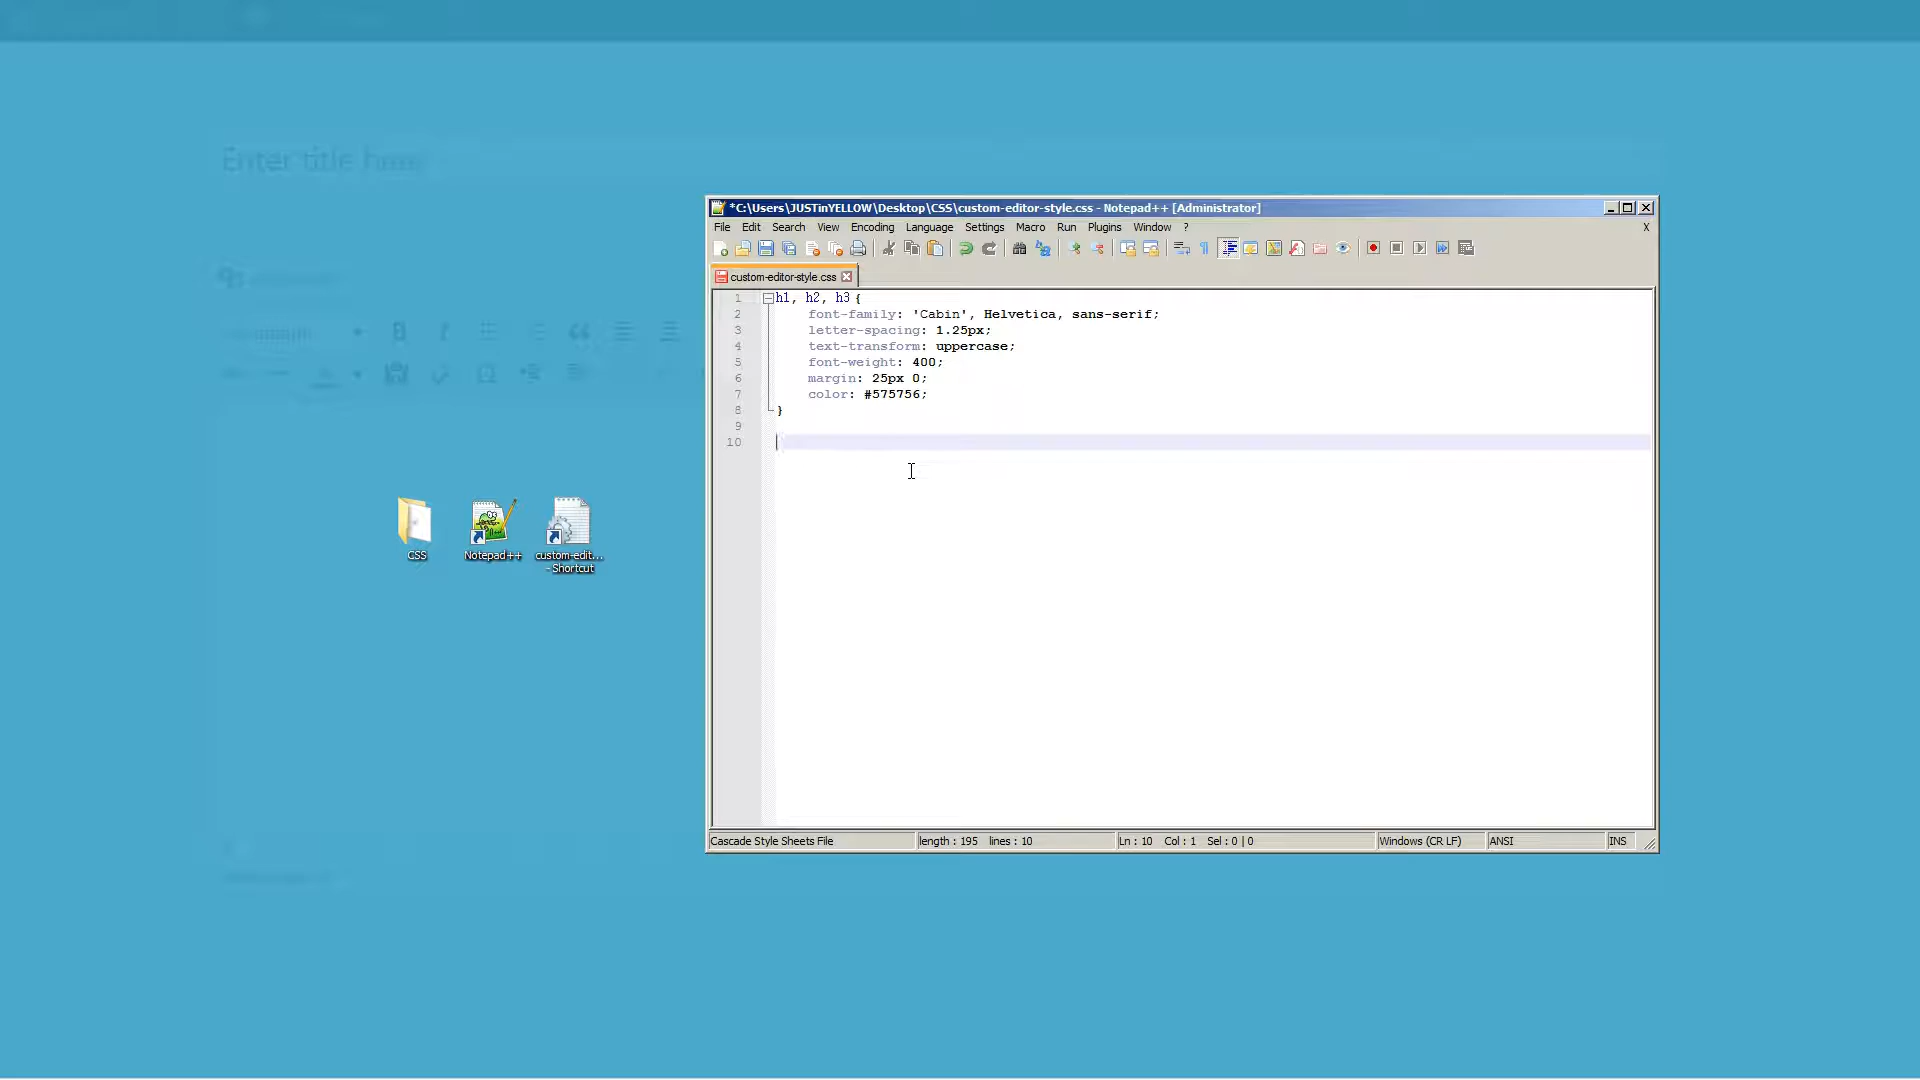 Enter title here
*C:\Users\JUSTinYELLOW\Desktop\CSS\custom-editor-style.css - Notepad++ [Administrator]
File Edit Search View Encoding Language Settings Macro Run Plugins Window ? X
custom-editor-style.css
1 h1, h2, h3 {
2 font-family: 'Cabin', Helvetica, sans-serif;
3 letter-spacing: 1.25px;
4 text-transform: uppercase;
5 font-weight: 400;
6 margin: 25px 0;
7 color: #575756;
8 }
9
10
CSS
Notepad++
custom-edit...
- Shortcut
Cascade Style Sheets File length : 195 lines : 10 Ln : 10 Col : 1 Sel : 0 | 0 Windows (CR LF) ANSI INS